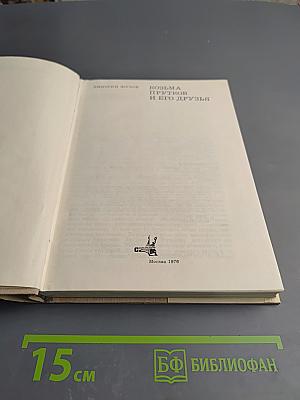 ДМИТРИЙ ЖУКОВ
КОЗЬМА
ПРУТКОВ
И ЕГО ДРУЗЬЯ
Москва 1976
15 см
БФ БИБЛИОФАН